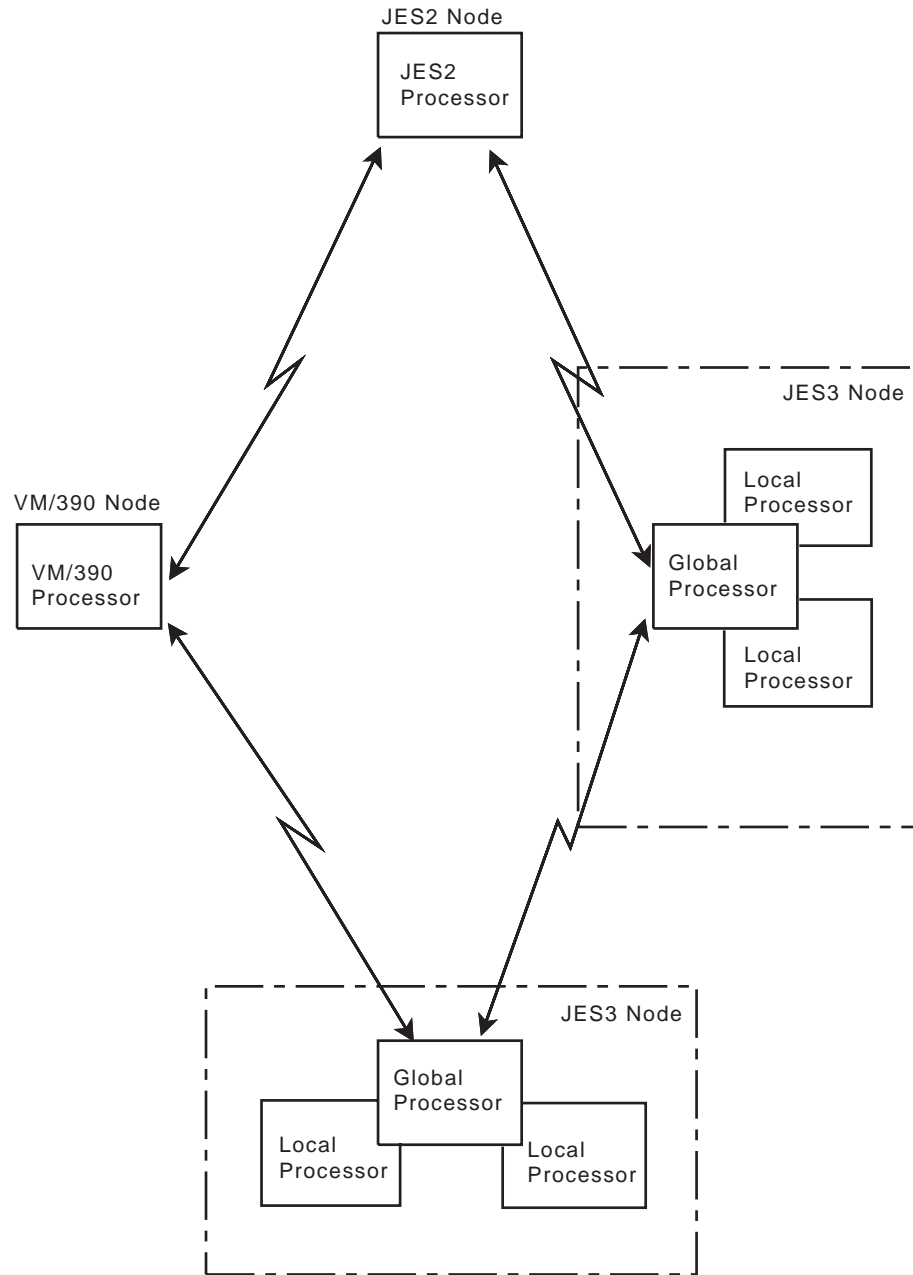 JES2 Node
JES2
Processor
JES3 Node
Local
Processor
VM/390 Node
VM/390
Processor
Global
Processor
Local
Processor
JES3 Node
Global
Processor
Local
Processor
Local
Processor